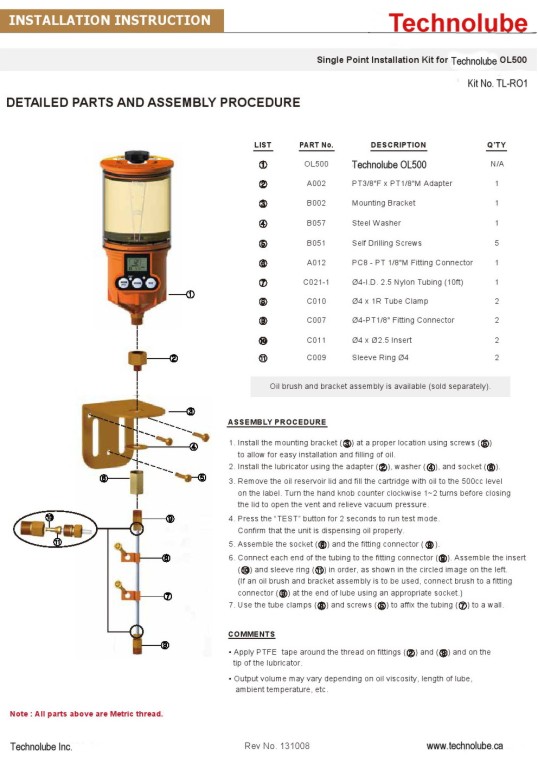 INSTALLATION INSTRUCTION
Technolube
Single Point Installation Kit for Technolube OL500
Kit No. TL-RO1
DETAILED PARTS AND ASSEMBLY PROCEDURE
LIST PART No. DESCRIPTION Q'TY
① OL500 Technolube OL500 N/A
② A002 PT3/8"F x PT1/8"M Adapter 1
③ B002 Mounting Bracket 1
④ B057 Steel Washer 1
⑤ B051 Self Drilling Screws 5
⑥ A012 PC8 - PT 1/8"M Fitting Connector 1
⑦ C021-1 Ø4-I.D. 2.5 Nylon Tubing (10ft) 1
⑧ C010 Ø4 x 1R Tube Clamp 2
⑨ C007 Ø4-PT1/8" Fitting Connector 2
⑩ C011 Ø4 x Ø2.5 Insert 2
⑪ C009 Sleeve Ring Ø4 2
Oil brush and bracket assembly is available (sold separately).
①
②
③
④
⑤
⑥
⑨
⑩
⑪
⑧
⑦
ASSEMBLY PROCEDURE
1. Install the mounting bracket (③) at a proper location using screws (⑤)
to allow for easy installation and filling of oil.
2. Install the lubricator using the adapter (②), washer (④), and socket (⑥).
3. Remove the oil reservoir lid and fill the cartridge with oil to the 500cc level
on the label. Turn the hand knob counter clockwise 1~2 turns before closing
the lid to open the vent and relieve vacuum pressure.
4. Press the "TEST" button for 2 seconds to run test mode.
Confirm that the unit is dispensing oil properly.
5. Assemble the socket (⑥) and the fitting connector (⑨).
6. Connect each end of the tubing to the fitting connector (⑨). Assemble the insert
(⑩) and sleeve ring (⑪) in order, as shown in the circled image on the left.
(If an oil brush and bracket assembly is to be used, connect brush to a fitting
connector (⑨) at the end of lube using an appropriate socket.)
7. Use the tube clamps (⑧) and screws (⑤) to affix the tubing (⑦) to a wall.
COMMENTS
• Apply PTFE tape around the thread on fittings (②) and (⑨) and on the
tip of the lubricator.
• Output volume may vary depending on oil viscosity, length of lube,
ambient temperature, etc.
Note : All parts above are Metric thread.
Technolube Inc. Rev No. 131008 www.technolube.ca